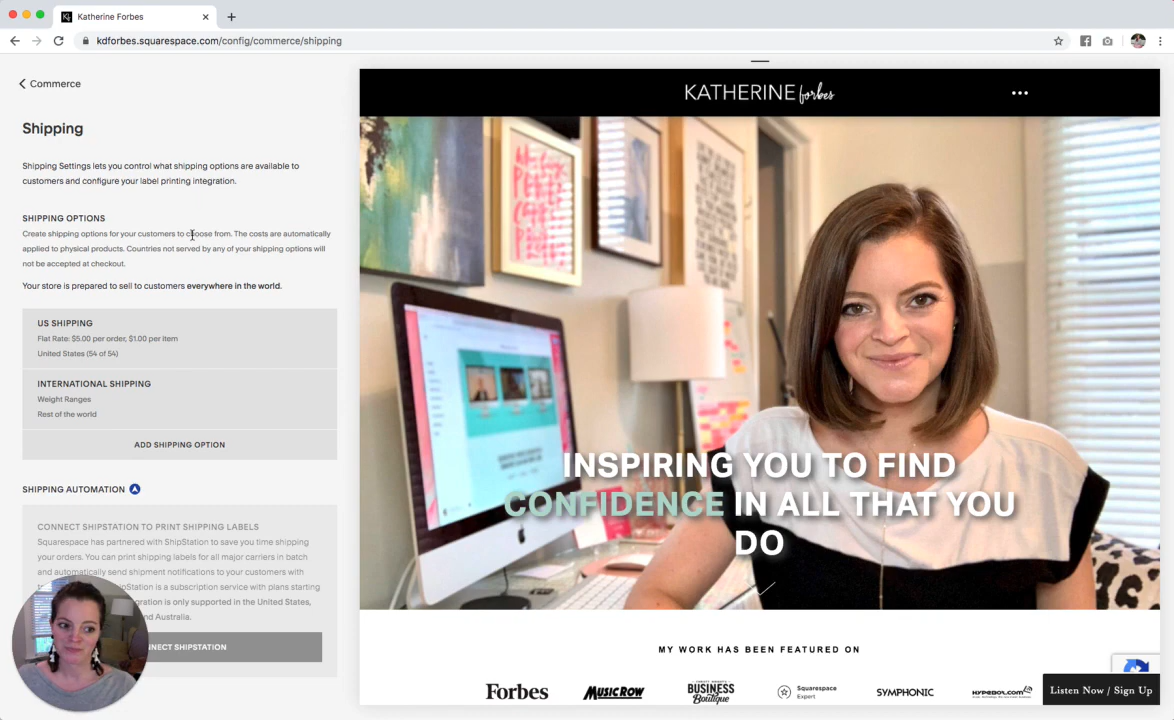 Katherine Forbes
kdforbes.squarespace.com/config/commerce/shipping
Commerce
Shipping
Shipping Settings lets you control what shipping options are available to
customers and configure your label printing integration.
SHIPPING OPTIONS
Create shipping options for your customers to choose from. The costs are automatically
applied to physical products. Countries not served by any of your shipping options will
not be accepted at checkout.
Your store is prepared to sell to customers everywhere in the world.
US SHIPPING
Flat Rate: $5.00 per order, $1.00 per item
United States (54 of 54)
INTERNATIONAL SHIPPING
Weight Ranges
Rest of the world
ADD SHIPPING OPTION
SHIPPING AUTOMATION
CONNECT SHIPSTATION TO PRINT SHIPPING LABELS
Squarespace has partnered with ShipStation to save you time shipping
your orders. You can print shipping labels for all major carriers in batch
and automatically send shipment notifications to your customers with
is a subscription service with plans starting
is only supported in the United States,
Australia.
SHIPSTATION
KATHERINE forbes
INSPIRING YOU TO FIND
CONFIDENCE IN ALL THAT YOU
DO
MY WORK HAS BEEN FEATURED ON
Forbes
MUSICROW
BUSINESS
Boutique
Squarespace
Expert
SYMPHONIC
HYPEBOT.COM
Listen Now / Sign Up